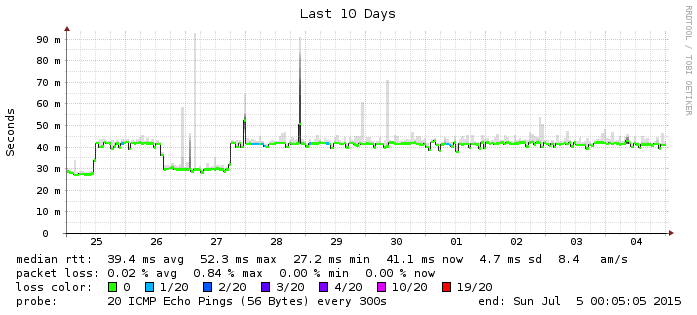 Last 10 Days
RRDTOOL / TOBI OETIKER
Seconds
90 m
80 m
70 m
60 m
50 m
40 m
30 m
20 m
10 m
0
25 26 27 28 29 30 01 02 03 04
median rtt: 39.4 ms avg 52.3 ms max 27.2 ms min 41.1 ms now 4.7 ms sd 8.4 am/s
packet loss: 0.02 % avg 0.84 % max 0.00 % min 0.00 % now
loss color: 0 1/20 2/20 3/20 4/20 10/20 19/20
probe: 20 ICMP Echo Pings (56 Bytes) every 300s end: Sun Jul 5 00:05:05 2015